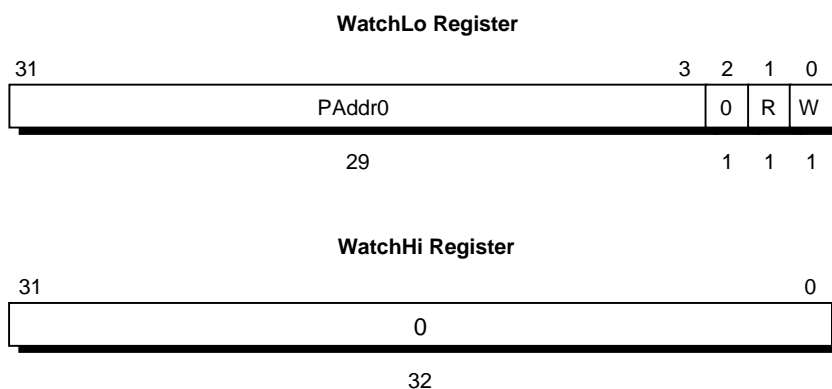 WatchLo Register
31 3 2 1 0
PAddr0 0 R W
29 1 1 1
WatchHi Register
31 0
0
32